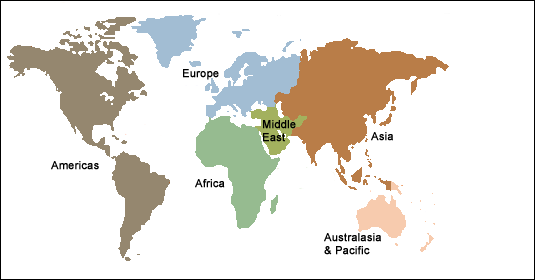 Europe
Middle
East
Asia
Americas
Africa
Australasia
& Pacific